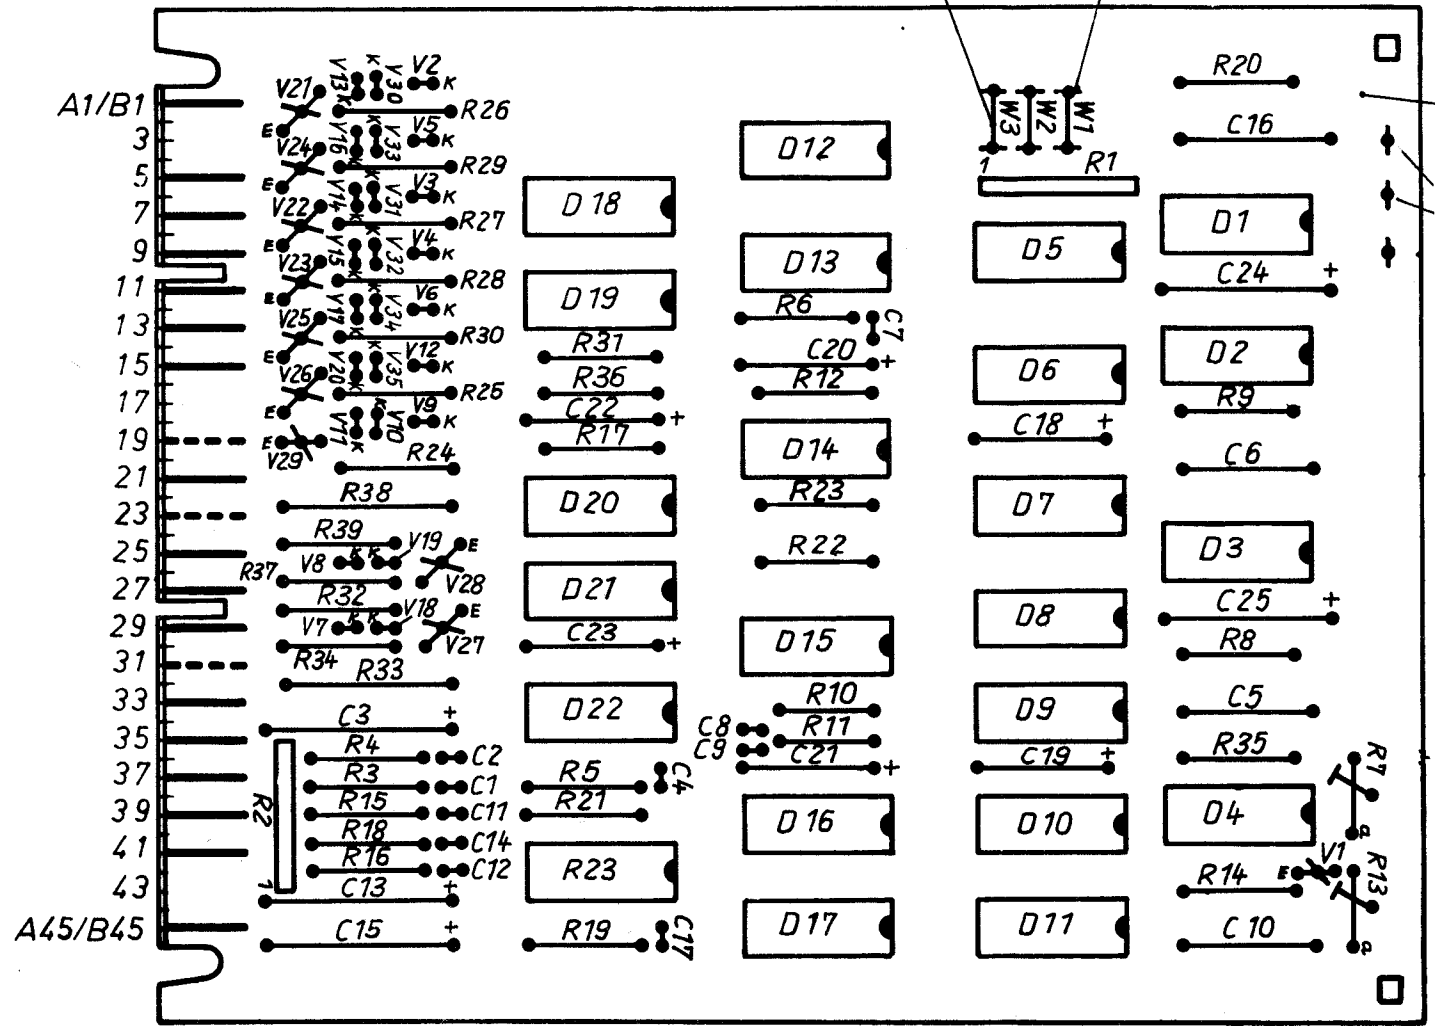 A1/B1
3
5
7
9
11
13
15
17
19
21
23
25
27
29
31
33
35
37
39
41
43
A45/B45
V21
V13
K
K
V30
V2
K
E
R26
V24
V16
K
V33
K
V5
K
E
R29
V22
V14
K
V31
K
V3
K
E
R27
V23
V15
K
V32
K
V4
K
E
R28
V25
V17
K
V34
K
V6
K
E
R30
V26
V20
K
V35
K
V12
K
E
R25
E
V29
V11
K
V10
V9
K
R24
R38
R39
V8
K
K
V19
E
R37
V28
R32
V7
K
K
V18
E
R34
V27
R33
C3
+
R4
C2
R3
C1
R2
R15
C11
R18
C14
R16
C12
1
C13
+
C15
+
D18
D19
R31
R36
C22
+
R17
D20
D21
C23
+
D22
R5
C4
R21
R23
R19
C17
D12
D13
R6
C7
C20
+
R12
D14
R23
R22
D15
R10
C8
R11
C9
C21
+
D16
D17
W3
W2
W1
1
R1
D5
D6
C18
+
D7
D8
D9
C19
+
D10
D11
R20
C16
D1
C24
+
D2
R9
C6
D3
C25
+
R8
C5
R35
R7
a
D4
V1
E
R14
R13
a
C10